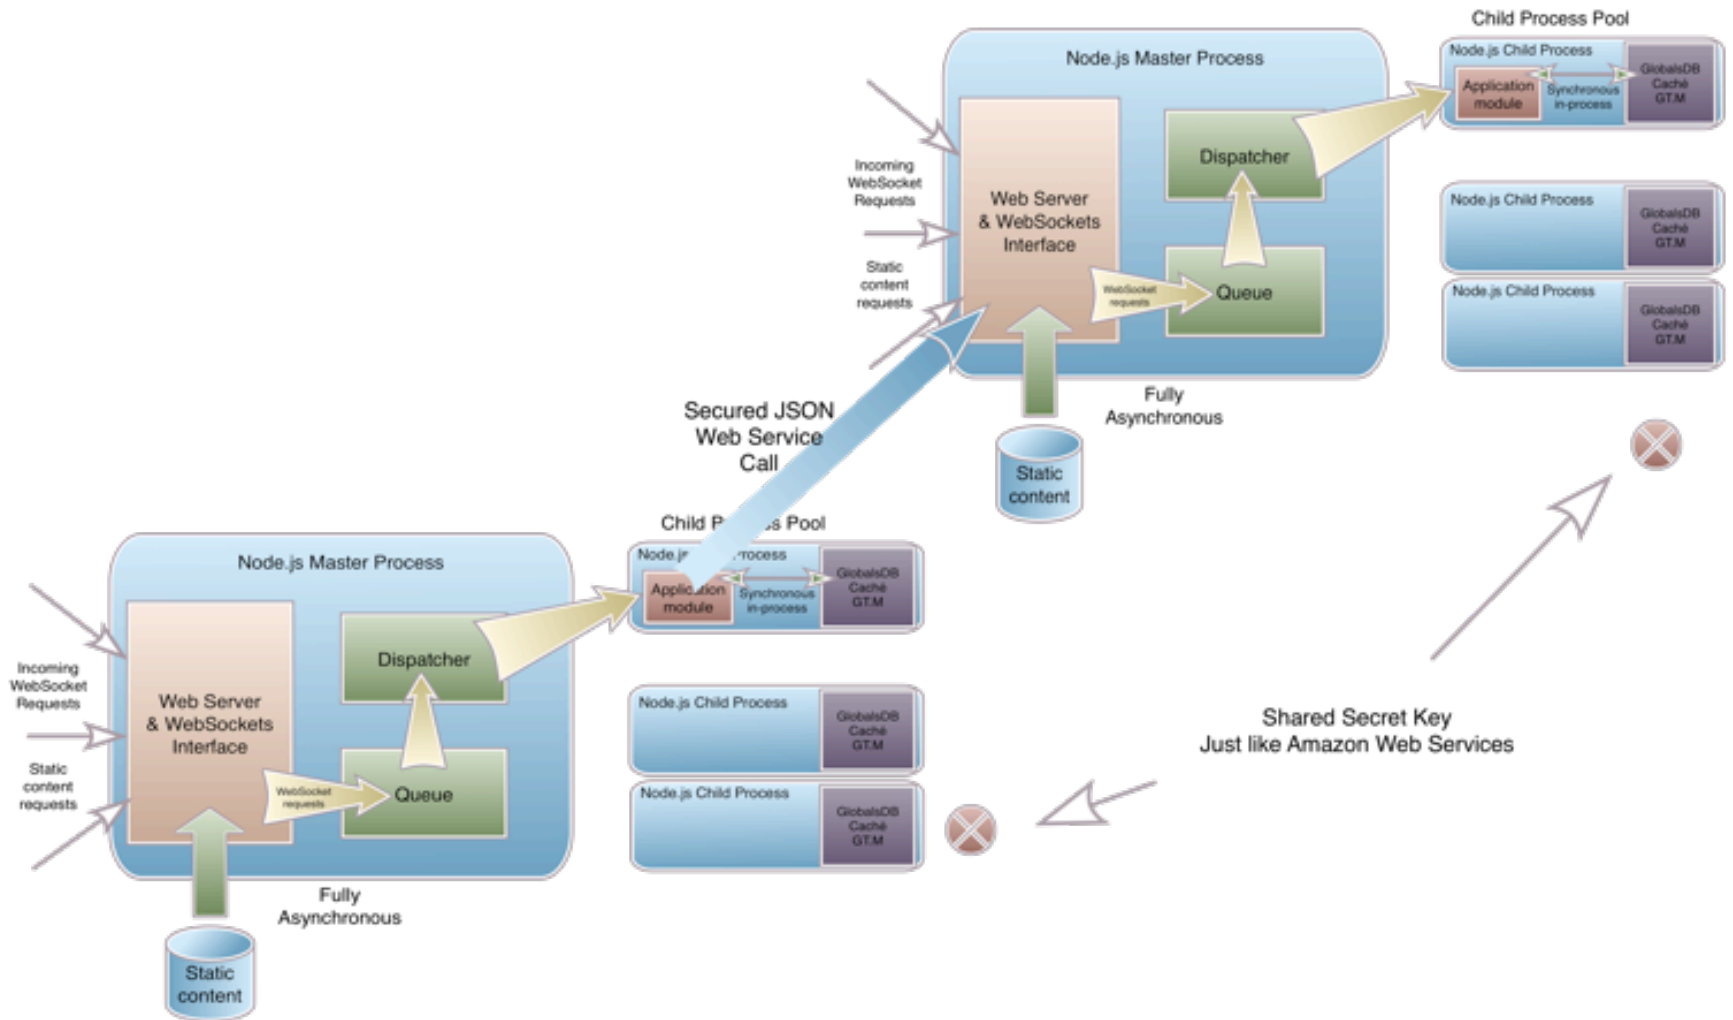 Child Process Pool
Node.js Master Process
Node.js Child Process
GlobalsDB
Caché
GT.M
Application
module
Synchronous
in-process
Dispatcher
Incoming
WebSocket
Requests
Web Server
& WebSockets
Interface
Node.js Child Process
GlobalsDB
Caché
GT.M
Static
content
requests
WebSocket
requests
Queue
Node.js Child Process
GlobalsDB
Caché
GT.M
Fully
Asynchronous
Secured JSON
Web Service
Call
Static
content
Child P s Pool
Node.js Master Process
Node.js rocess
GlobalsDB
Caché
GT.M
Application
module
Synchronous
in-process
Dispatcher
Incoming
WebSocket
Requests
Web Server
& WebSockets
Interface
Node.js Child Process
GlobalsDB
Caché
GT.M
Shared Secret Key
Just like Amazon Web Services
Static
content
requests
WebSocket
requests
Queue
Node.js Child Process
GlobalsDB
Caché
GT.M
Fully
Asynchronous
Static
content